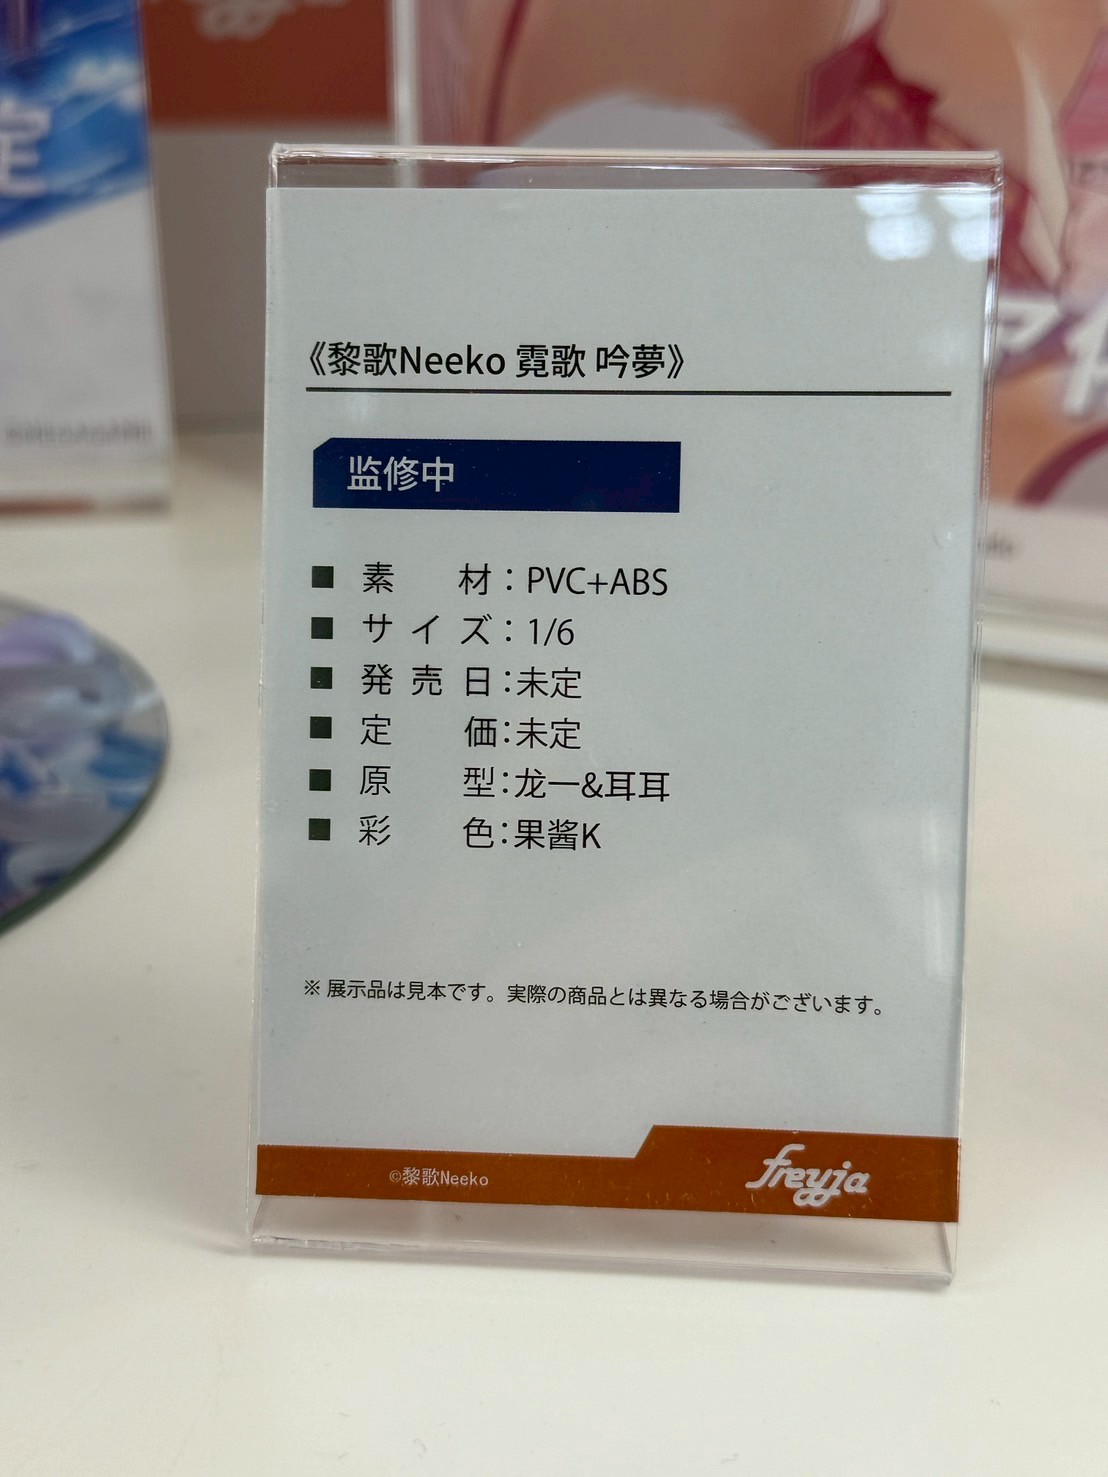 定
《黎歌Neeko 霓歌 吟夢》
监修中
■ 素 材：PVC+ABS
■ サイズ：1/6
■ 発売日：未定
■ 定 価：未定
■ 原 型：龙一&耳耳
■ 彩 色：果酱K
※ 展示品は見本です。実際の商品とは異なる場合がございます。
©黎歌Neeko
freyja